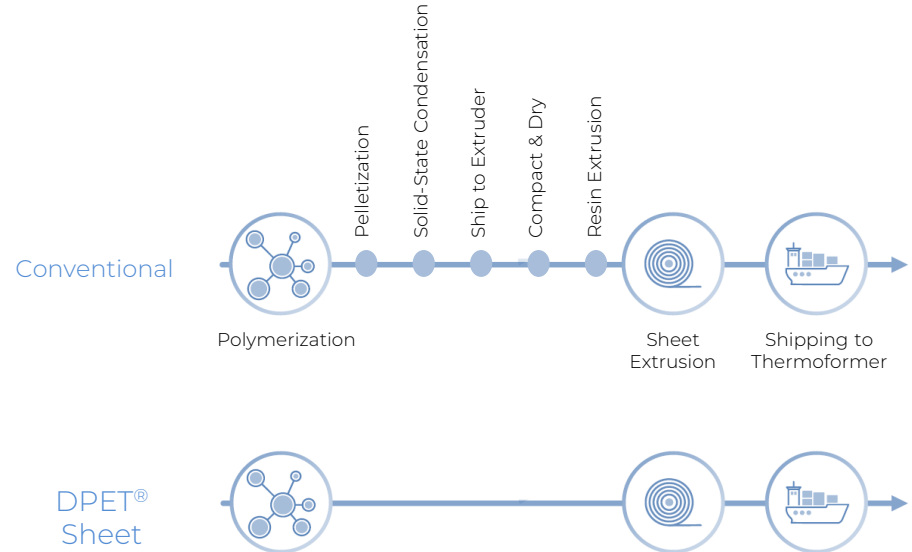 Pelletization
Solid-State Condensation
Ship to Extruder
Compact & Dry
Resin Extrusion
Conventional
Polymerization
Sheet
Extrusion
Shipping to
Thermoformer
DPET®
Sheet